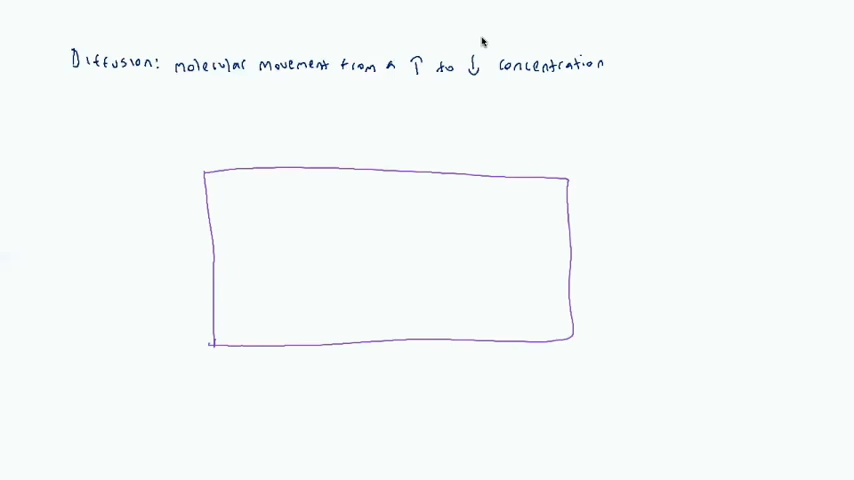 Diffusion: molecular movement from a ↑ to ↓ concentration